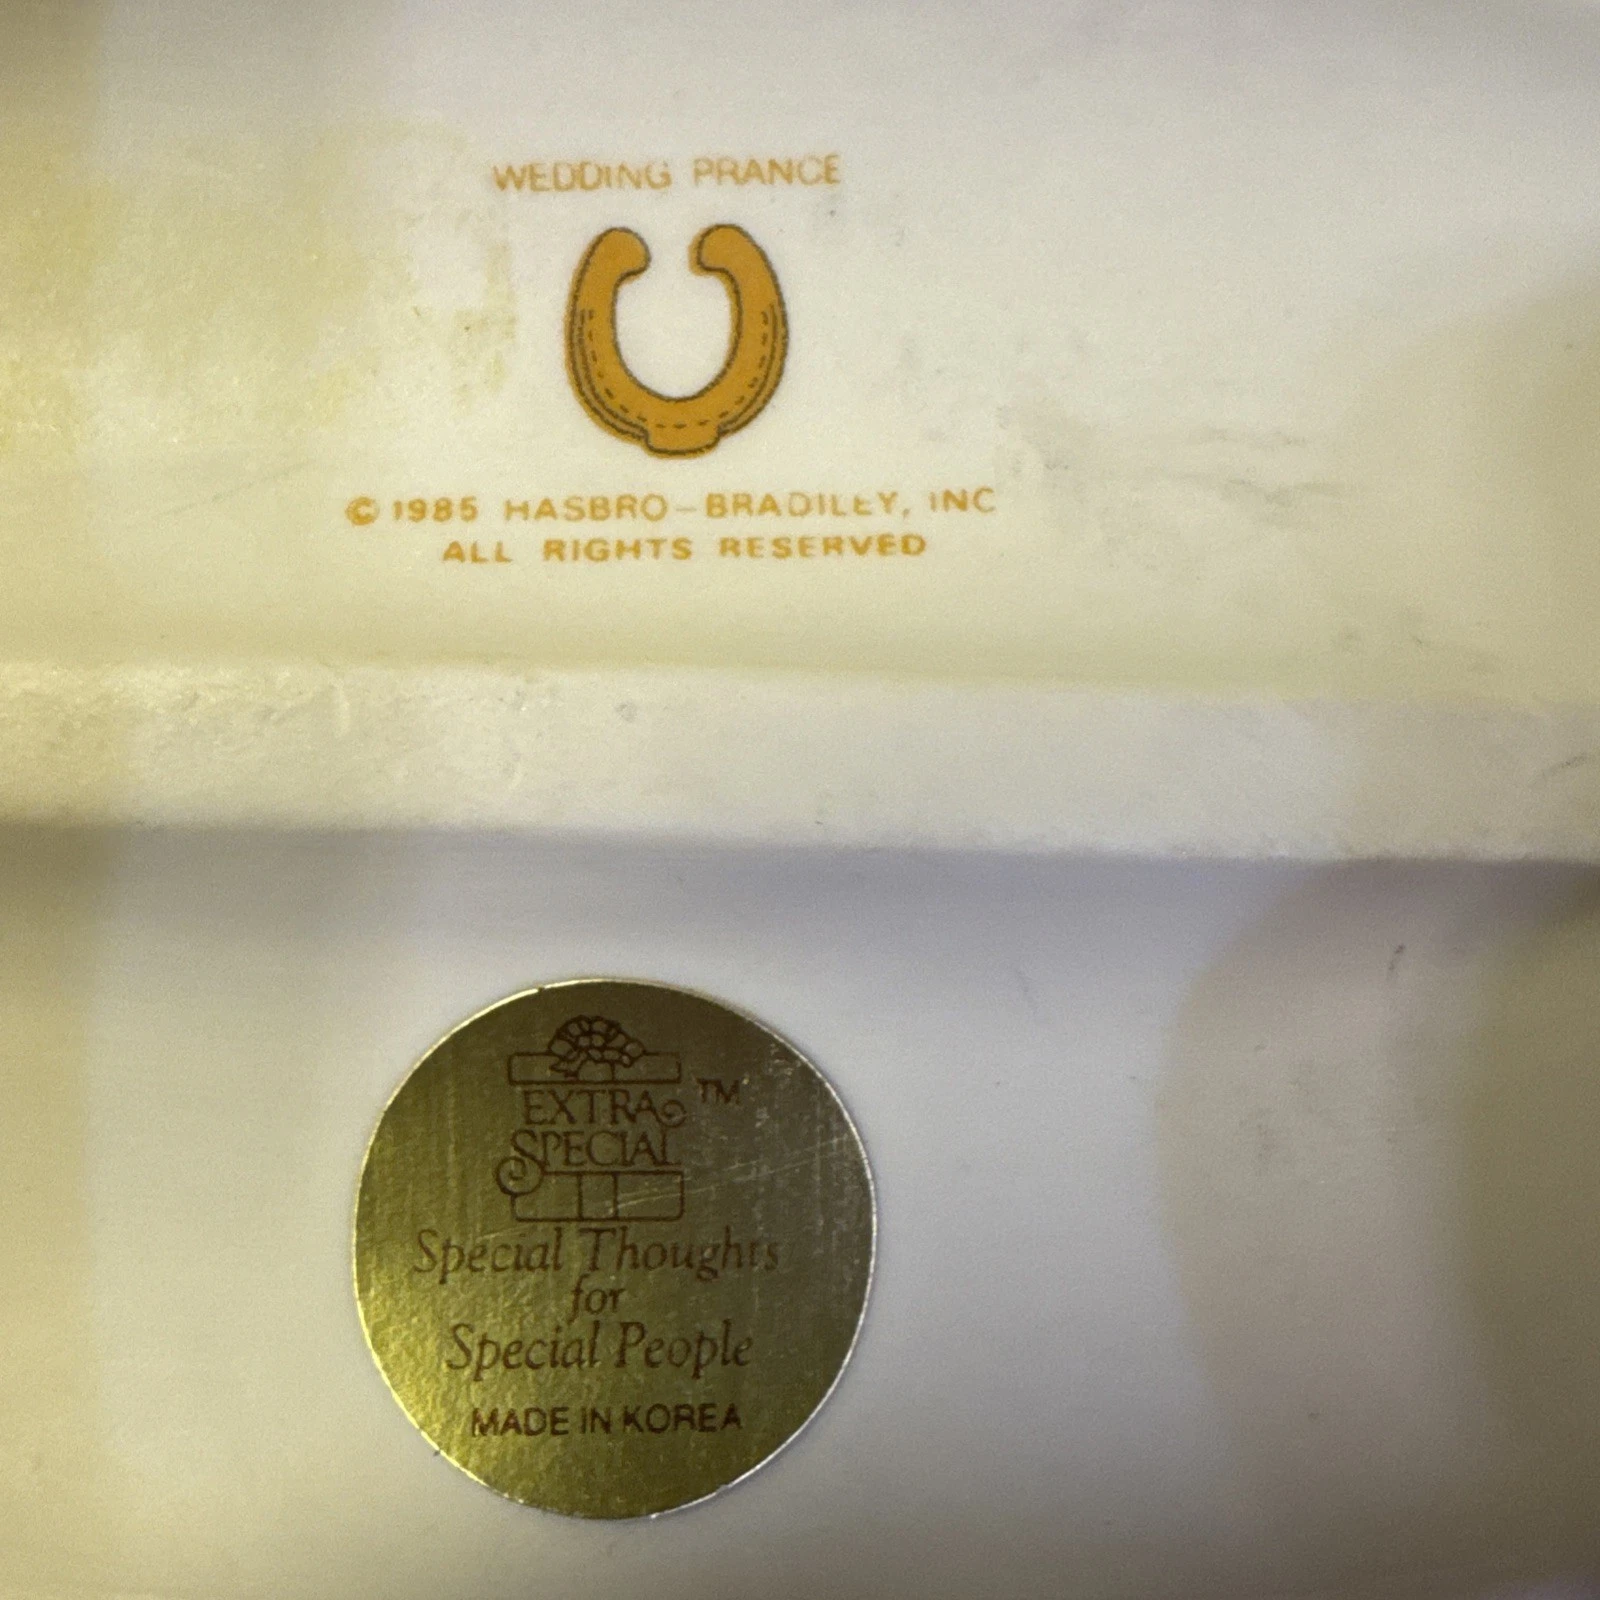 WEDDING PRANCE
© 1985 HASBRO-BRADILEY, INC
ALL RIGHTS RESERVED
EXTRA TM
SPECIAL
Special Thoughts
for
Special People
MADE IN KOREA